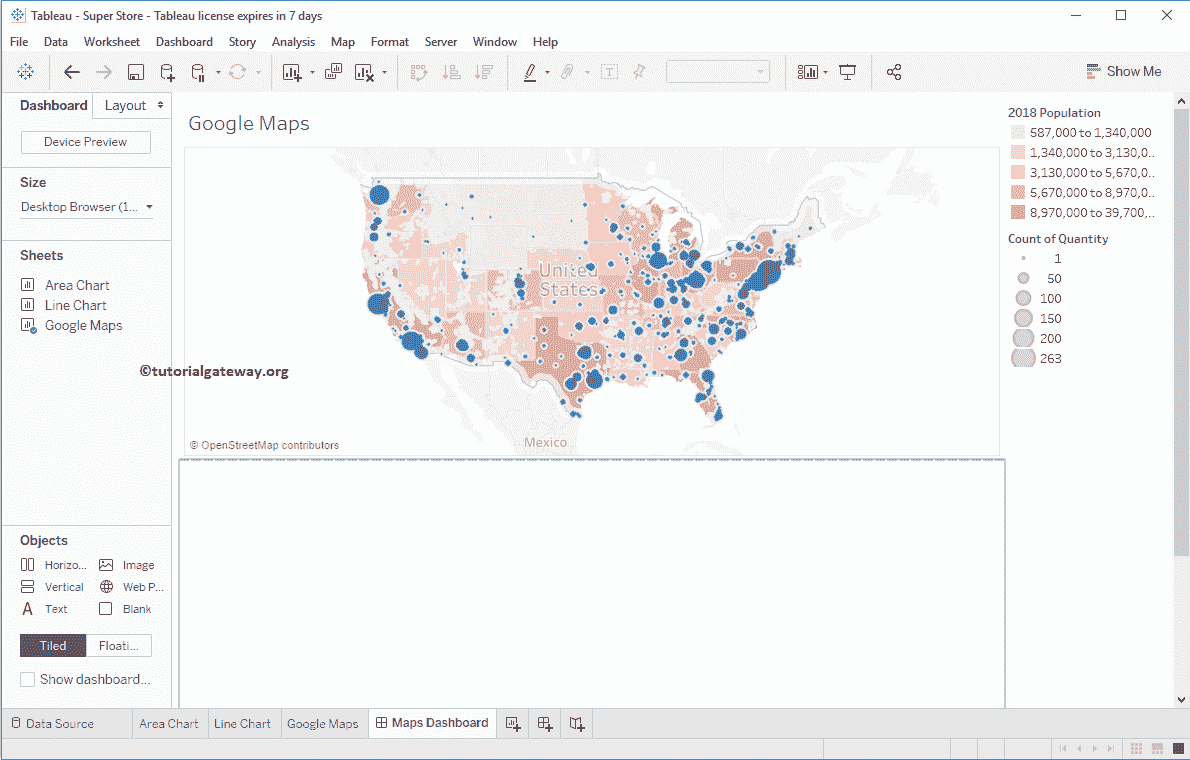 Tableau - Super Store - Tableau license expires in 7 days
File Data Worksheet Dashboard Story Analysis Map Format Server Window Help
Show Me
Dashboard Layout
Device Preview
Size
Desktop Browser (1...
Sheets
Area Chart
Line Chart
Google Maps
Objects
Horizo... Image
Vertical Web P...
Text Blank
Tiled Floati...
Show dashboard...
Google Maps
United
States
Mexico
© OpenStreetMap contributors
©tutorialgateway.org
2018 Population
587,000 to 1,340,000
1,340,000 to 3,130,0..
3,130,000 to 5,670,0..
5,670,000 to 8,970,0..
8,970,000 to 39,700,..
Count of Quantity
1
50
100
150
200
263
Data Source Area Chart Line Chart Google Maps Maps Dashboard